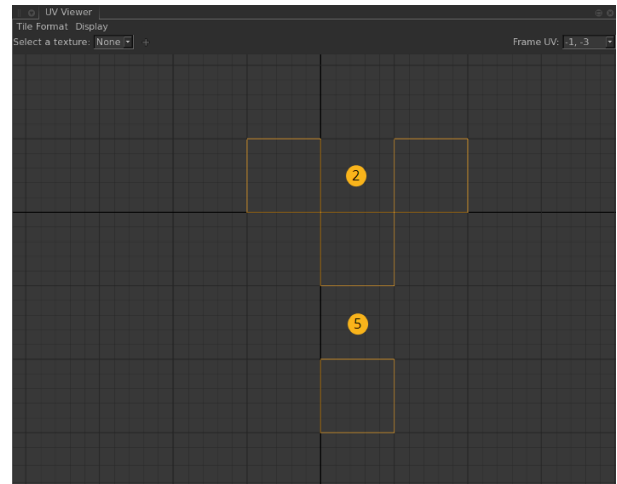 UV Viewer
Tile Format Display
Select a texture: None
Frame UV: -1, -3
2
5